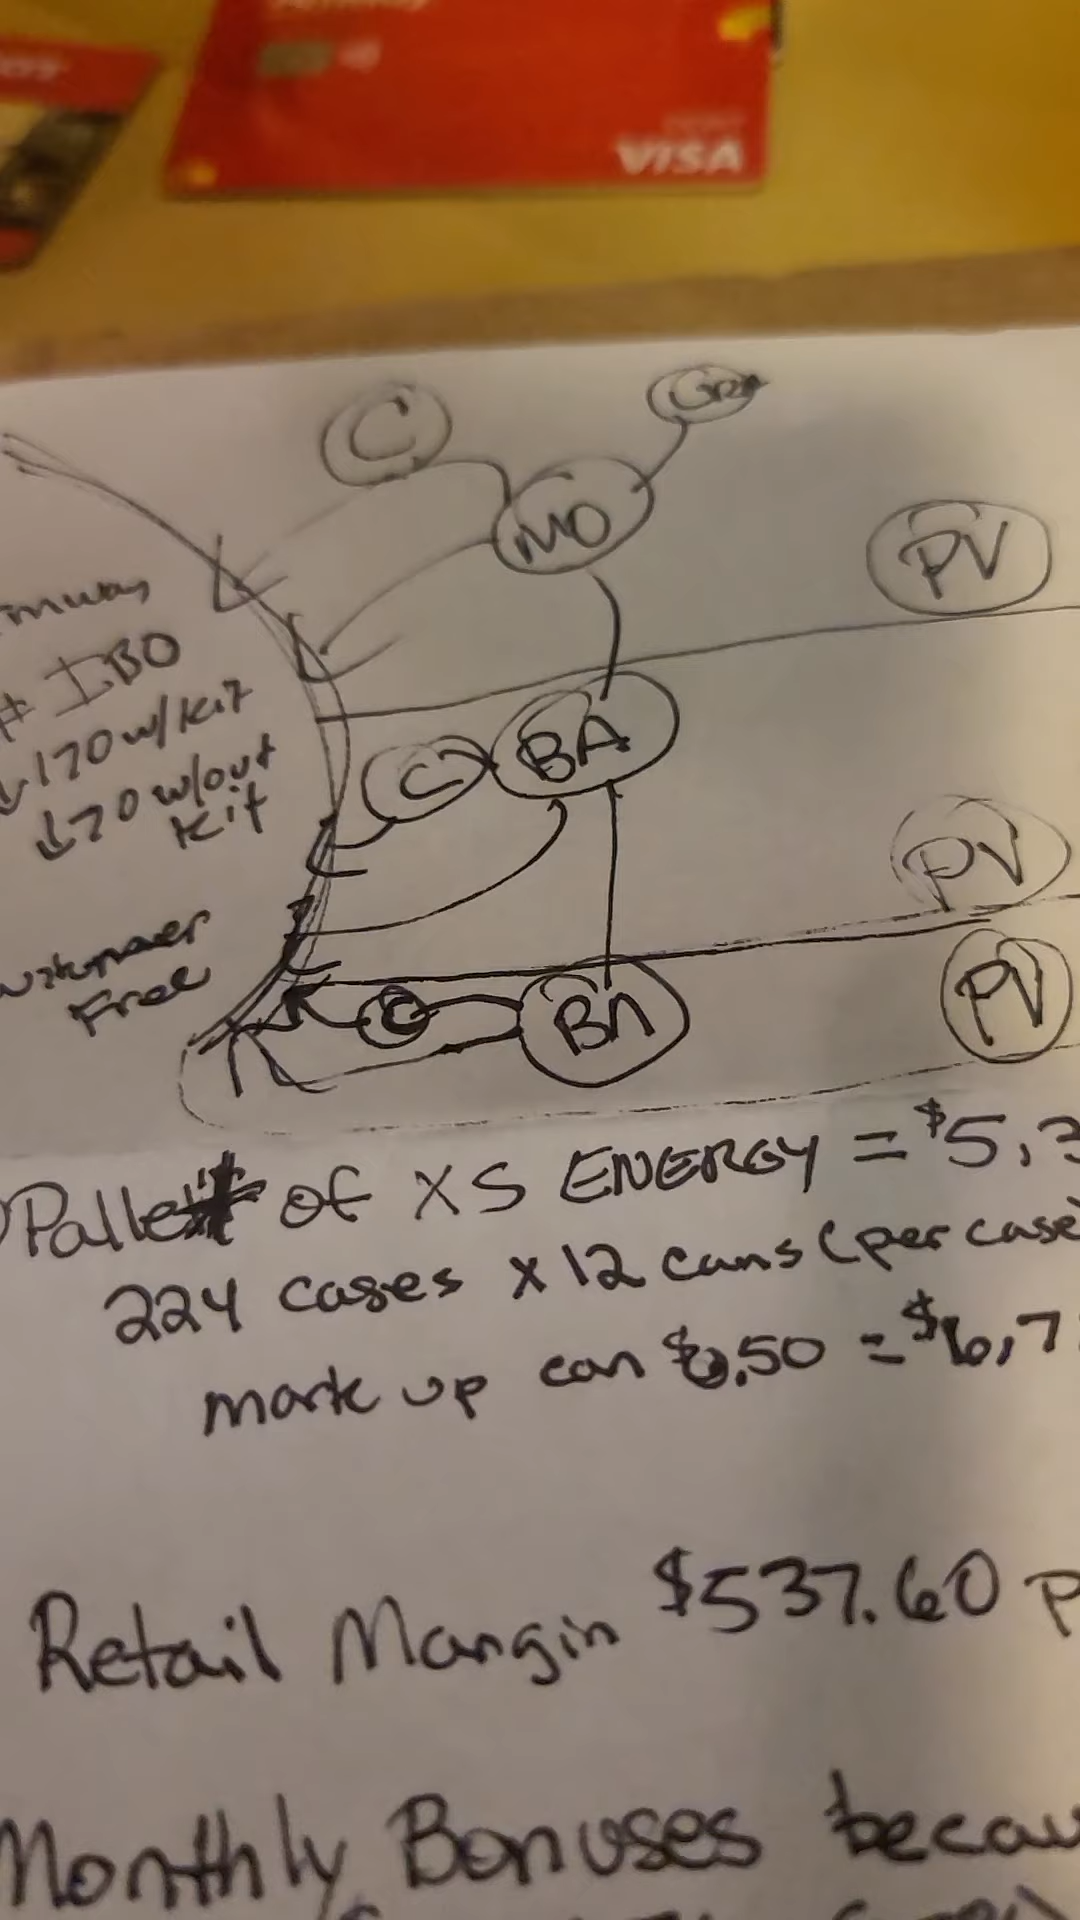 VISA
C
MO
PV
# IBO
↓170 w/Kit
↓70 w/out
Kit
C
BA
PV
Free
C
BA
PV
Pallet of XS ENERGY = $5,3
224 cases x 12 cans (per case)
mark up can $0.50 = $6,7
Retail Margin $537.60 P
Monthly Bonuses becau